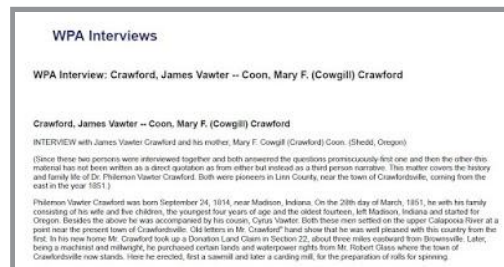 WPA Interviews
WPA Interview: Crawford, James Vawter -- Coon, Mary F. (Cowgill) Crawford
Crawford, James Vawter -- Coon, Mary F. (Cowgill) Crawford
INTERVIEW with James Vawter Crawford and his mother, Mary F. Cowgill (Crawford) Coon. (Shedd, Oregon)
(Since these two persons were interviewed together and both answered the questions promiscuously-first one and then the other-this
material has not been written as a direct quotation as from either but instead as a third person narrative. This matter covers the history
and family life of Dr. Philemon Vawter Crawford. Both were pioneers in Linn County, near the town of Crawfordsville, coming from the
east in the year 1851.)
Philemon Vawter Crawford was born September 24, 1814, near Madison, Indiana. On the 28th day of March, 1851, he with his family
consisting of his wife and five children, the youngest four years of age and the oldest fourteen, left Madison, Indiana and started for
Oregon. Besides the above he was accompanied by his cousin, Cyrus Vawter. Both these men settled on the upper Calapooia River at a
point near the present town of Crawfordsville. Old letters in Mr. Crawford" hand show that he was well pleased with this country from the
first. In his new home Mr. Crawford took up a Donation Land Claim in Section 22, about three miles eastward from Brownsville. Later,
being a machinist and millwright, he purchased certain lands and waterpower rights from Mr. Robert Glass where the town of
Crawfordsville now stands. Here he erected, first a sawmill and later a carding mill, for the preparation of rolls for spinning.